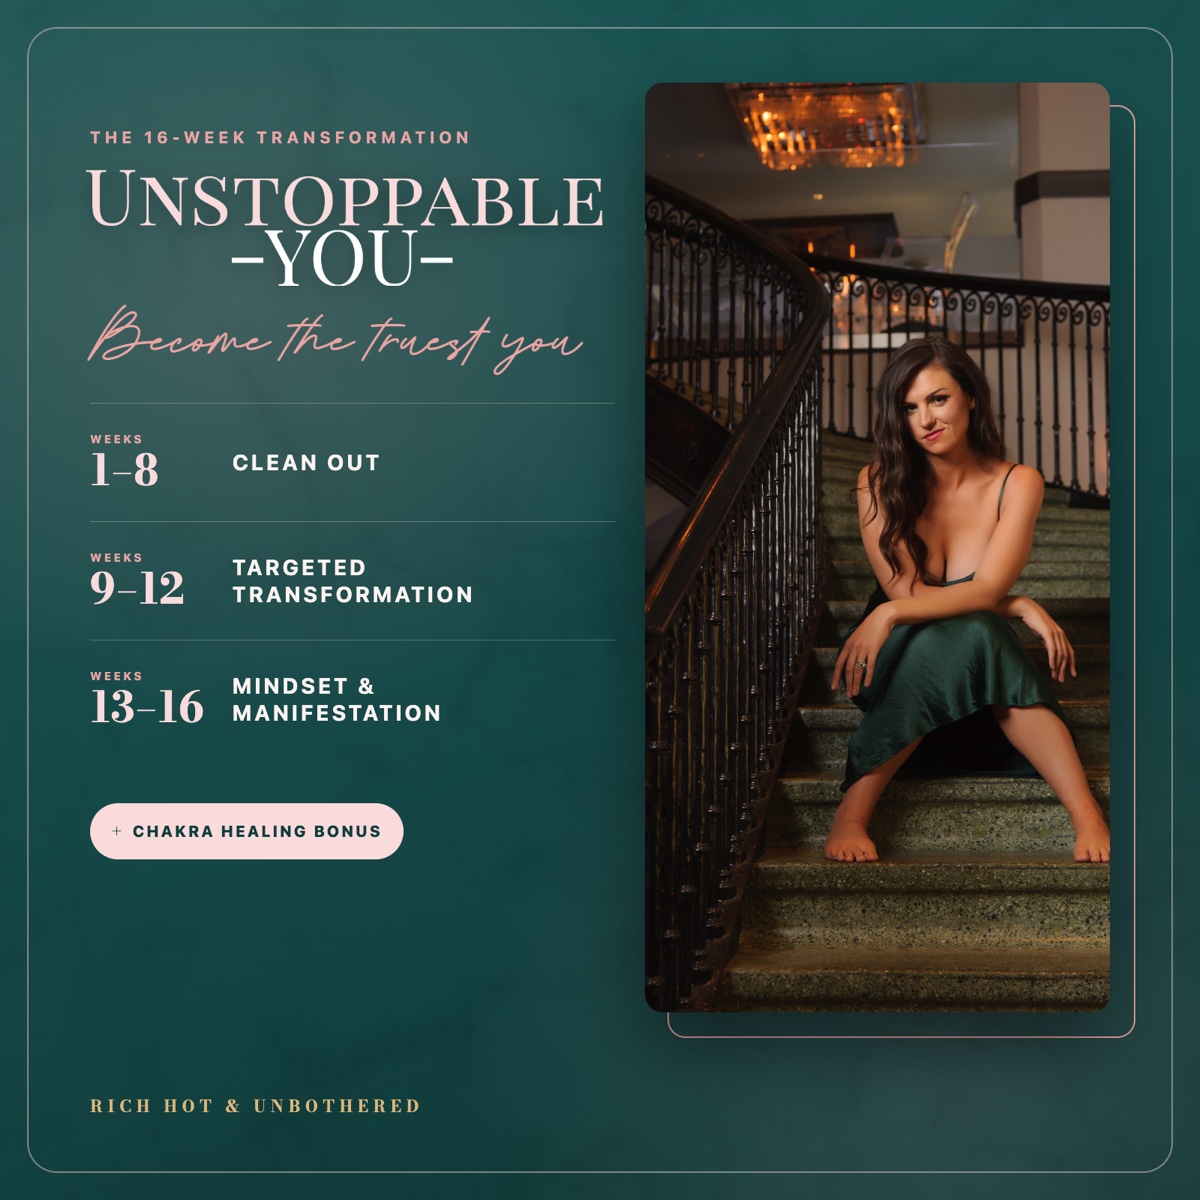 THE 16-WEEK TRANSFORMATION
UNSTOPPABLE
–YOU–
Become the truest you
WEEKS
1–8
CLEAN OUT
WEEKS
9–12
TARGETED
TRANSFORMATION
WEEKS
13–16
MINDSET &
MANIFESTATION
+ CHAKRA HEALING BONUS
RICH HOT & UNBOTHERED